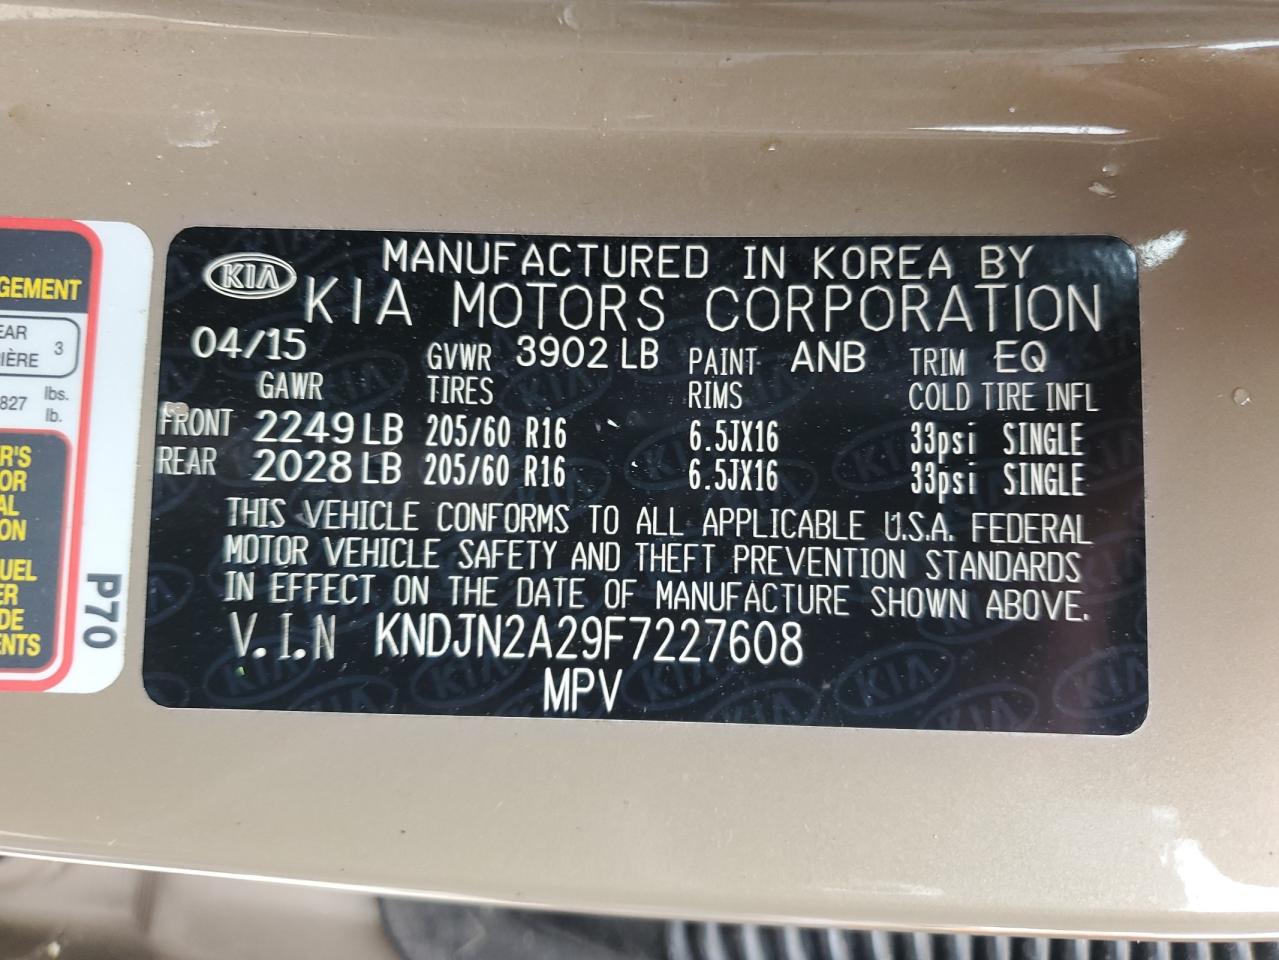 GEMENT
EAR
3
827 lbs.
lb.
P70
KIA
MANUFACTURED IN KOREA BY
KIA MOTORS CORPORATION
04/15 GVWR 3902 LB PAINT ANB TRIM EQ
GAWR TIRES RIMS COLD TIRE INFL
FRONT 2249 LB 205/60 R16 6.5JX16 33psi SINGLE
REAR 2028 LB 205/60 R16 6.5JX16 33psi SINGLE
THIS VEHICLE CONFORMS TO ALL APPLICABLE U.S.A. FEDERAL
MOTOR VEHICLE SAFETY AND THEFT PREVENTION STANDARDS
IN EFFECT ON THE DATE OF MANUFACTURE SHOWN ABOVE.
V.I.N KNDJN2A29F7227608
MPV